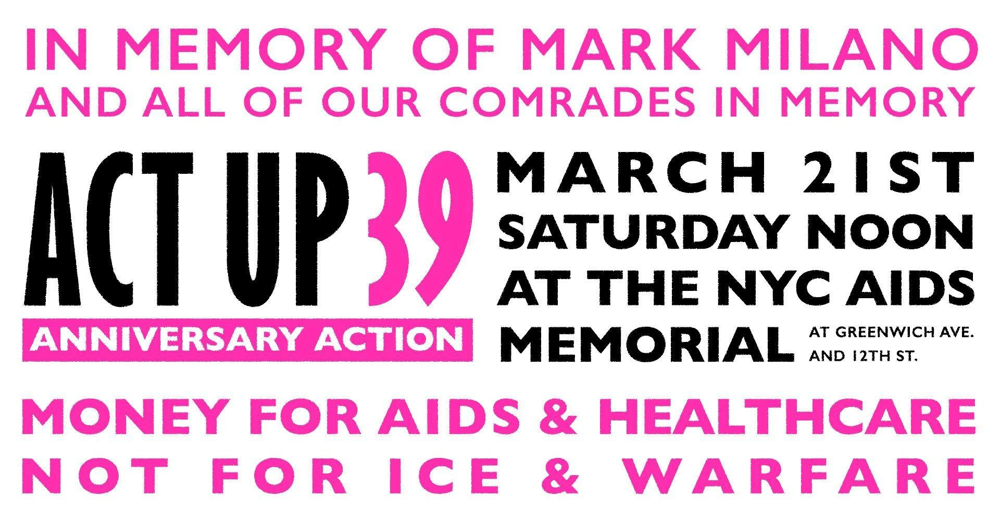 IN MEMORY OF MARK MILANO
AND ALL OF OUR COMRADES IN MEMORY
ACT UP 39
ANNIVERSARY ACTION
MARCH 21ST
SATURDAY NOON
AT THE NYC AIDS
MEMORIAL
AT GREENWICH AVE.
AND 12TH ST.
MONEY FOR AIDS & HEALTHCARE
NOT FOR ICE & WARFARE